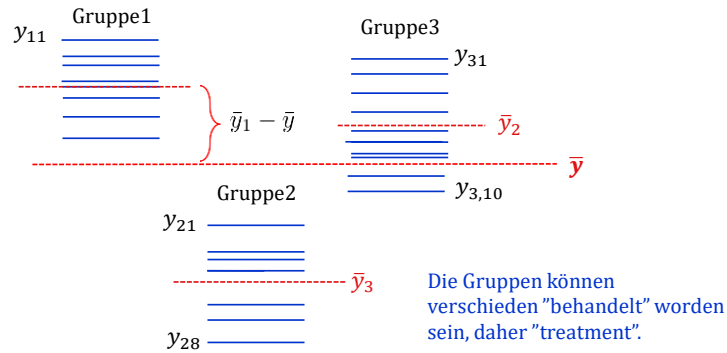 Gruppe1
y₁₁
Gruppe3
y₃₁
ȳ₁ − ȳ
ȳ₂
ȳ
y₃,₁₀
Gruppe2
y₂₁
ȳ₃
y₂₈
Die Gruppen können
verschieden ”behandelt” worden
sein, daher ”treatment”.